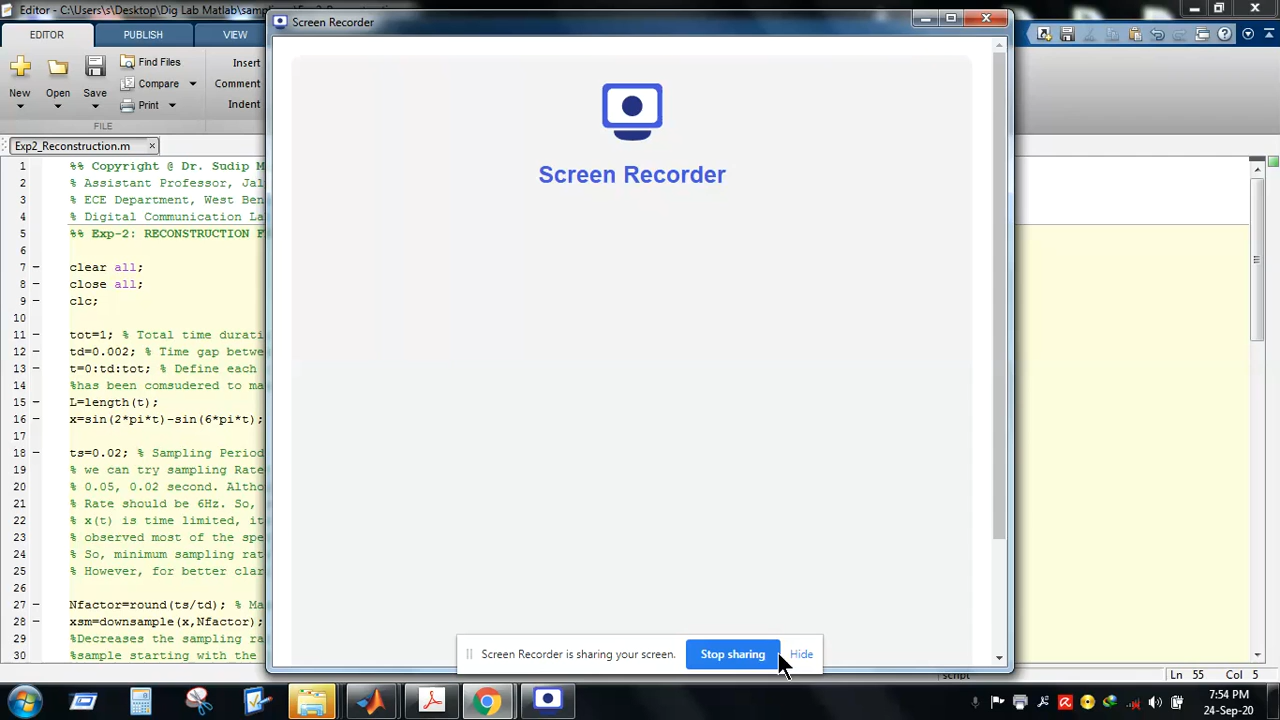 Editor - C:\Users\s\Desktop\Dig Lab Matlab\sampli
Screen Recorder
EDITOR
PUBLISH
VIEW
New
Open
Save
Find Files
Compare
Print
Insert
Comment
Indent
FILE
Exp2_Reconstruction.m
Screen Recorder
1 %% Copyright @ Dr. Sudip M
2 % Assistant Professor, Jal
3 % ECE Department, West Ben
4 % Digital Communication La
5 %% Exp-2: RECONSTRUCTION F
6
7 clear all;
8 close all;
9 clc;
10
11 tot=1; % Total time durati
12 td=0.002; % Time gap betwe
13 t=0:td:tot; % Define each
14 %has been comsudered to ma
15 L=length(t);
16 x=sin(2*pi*t)-sin(6*pi*t);
17
18 ts=0.02; % Sampling Period
19 % we can try sampling Rate
20 % 0.05, 0.02 second. Altho
21 % Rate should be 6Hz. So,
22 % x(t) is time limited, it
23 % observed most of the spe
24 % So, minimum sampling rat
25 % However, for better clar
26
27 Nfactor=round(ts/td); % Ma
28 xsm=downsample(x,Nfactor);
29 %Decreases the sampling ra
30 %sample starting with the
Screen Recorder is sharing your screen.
Stop sharing
Hide
script
Ln 55 Col 5
7:54 PM
24-Sep-20